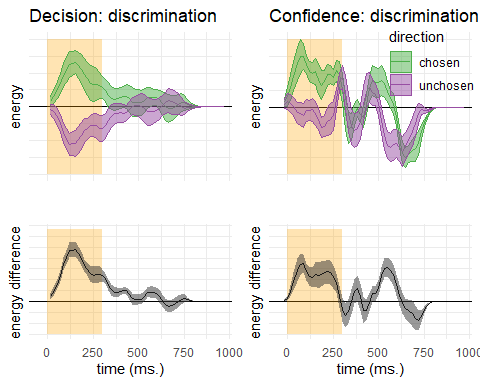 Decision: discrimination
Confidence: discrimination
direction
chosen
unchosen
energy
energy
energy difference
energy difference
0 250 500 750 1000
0 250 500 750 1000
time (ms.)
time (ms.)